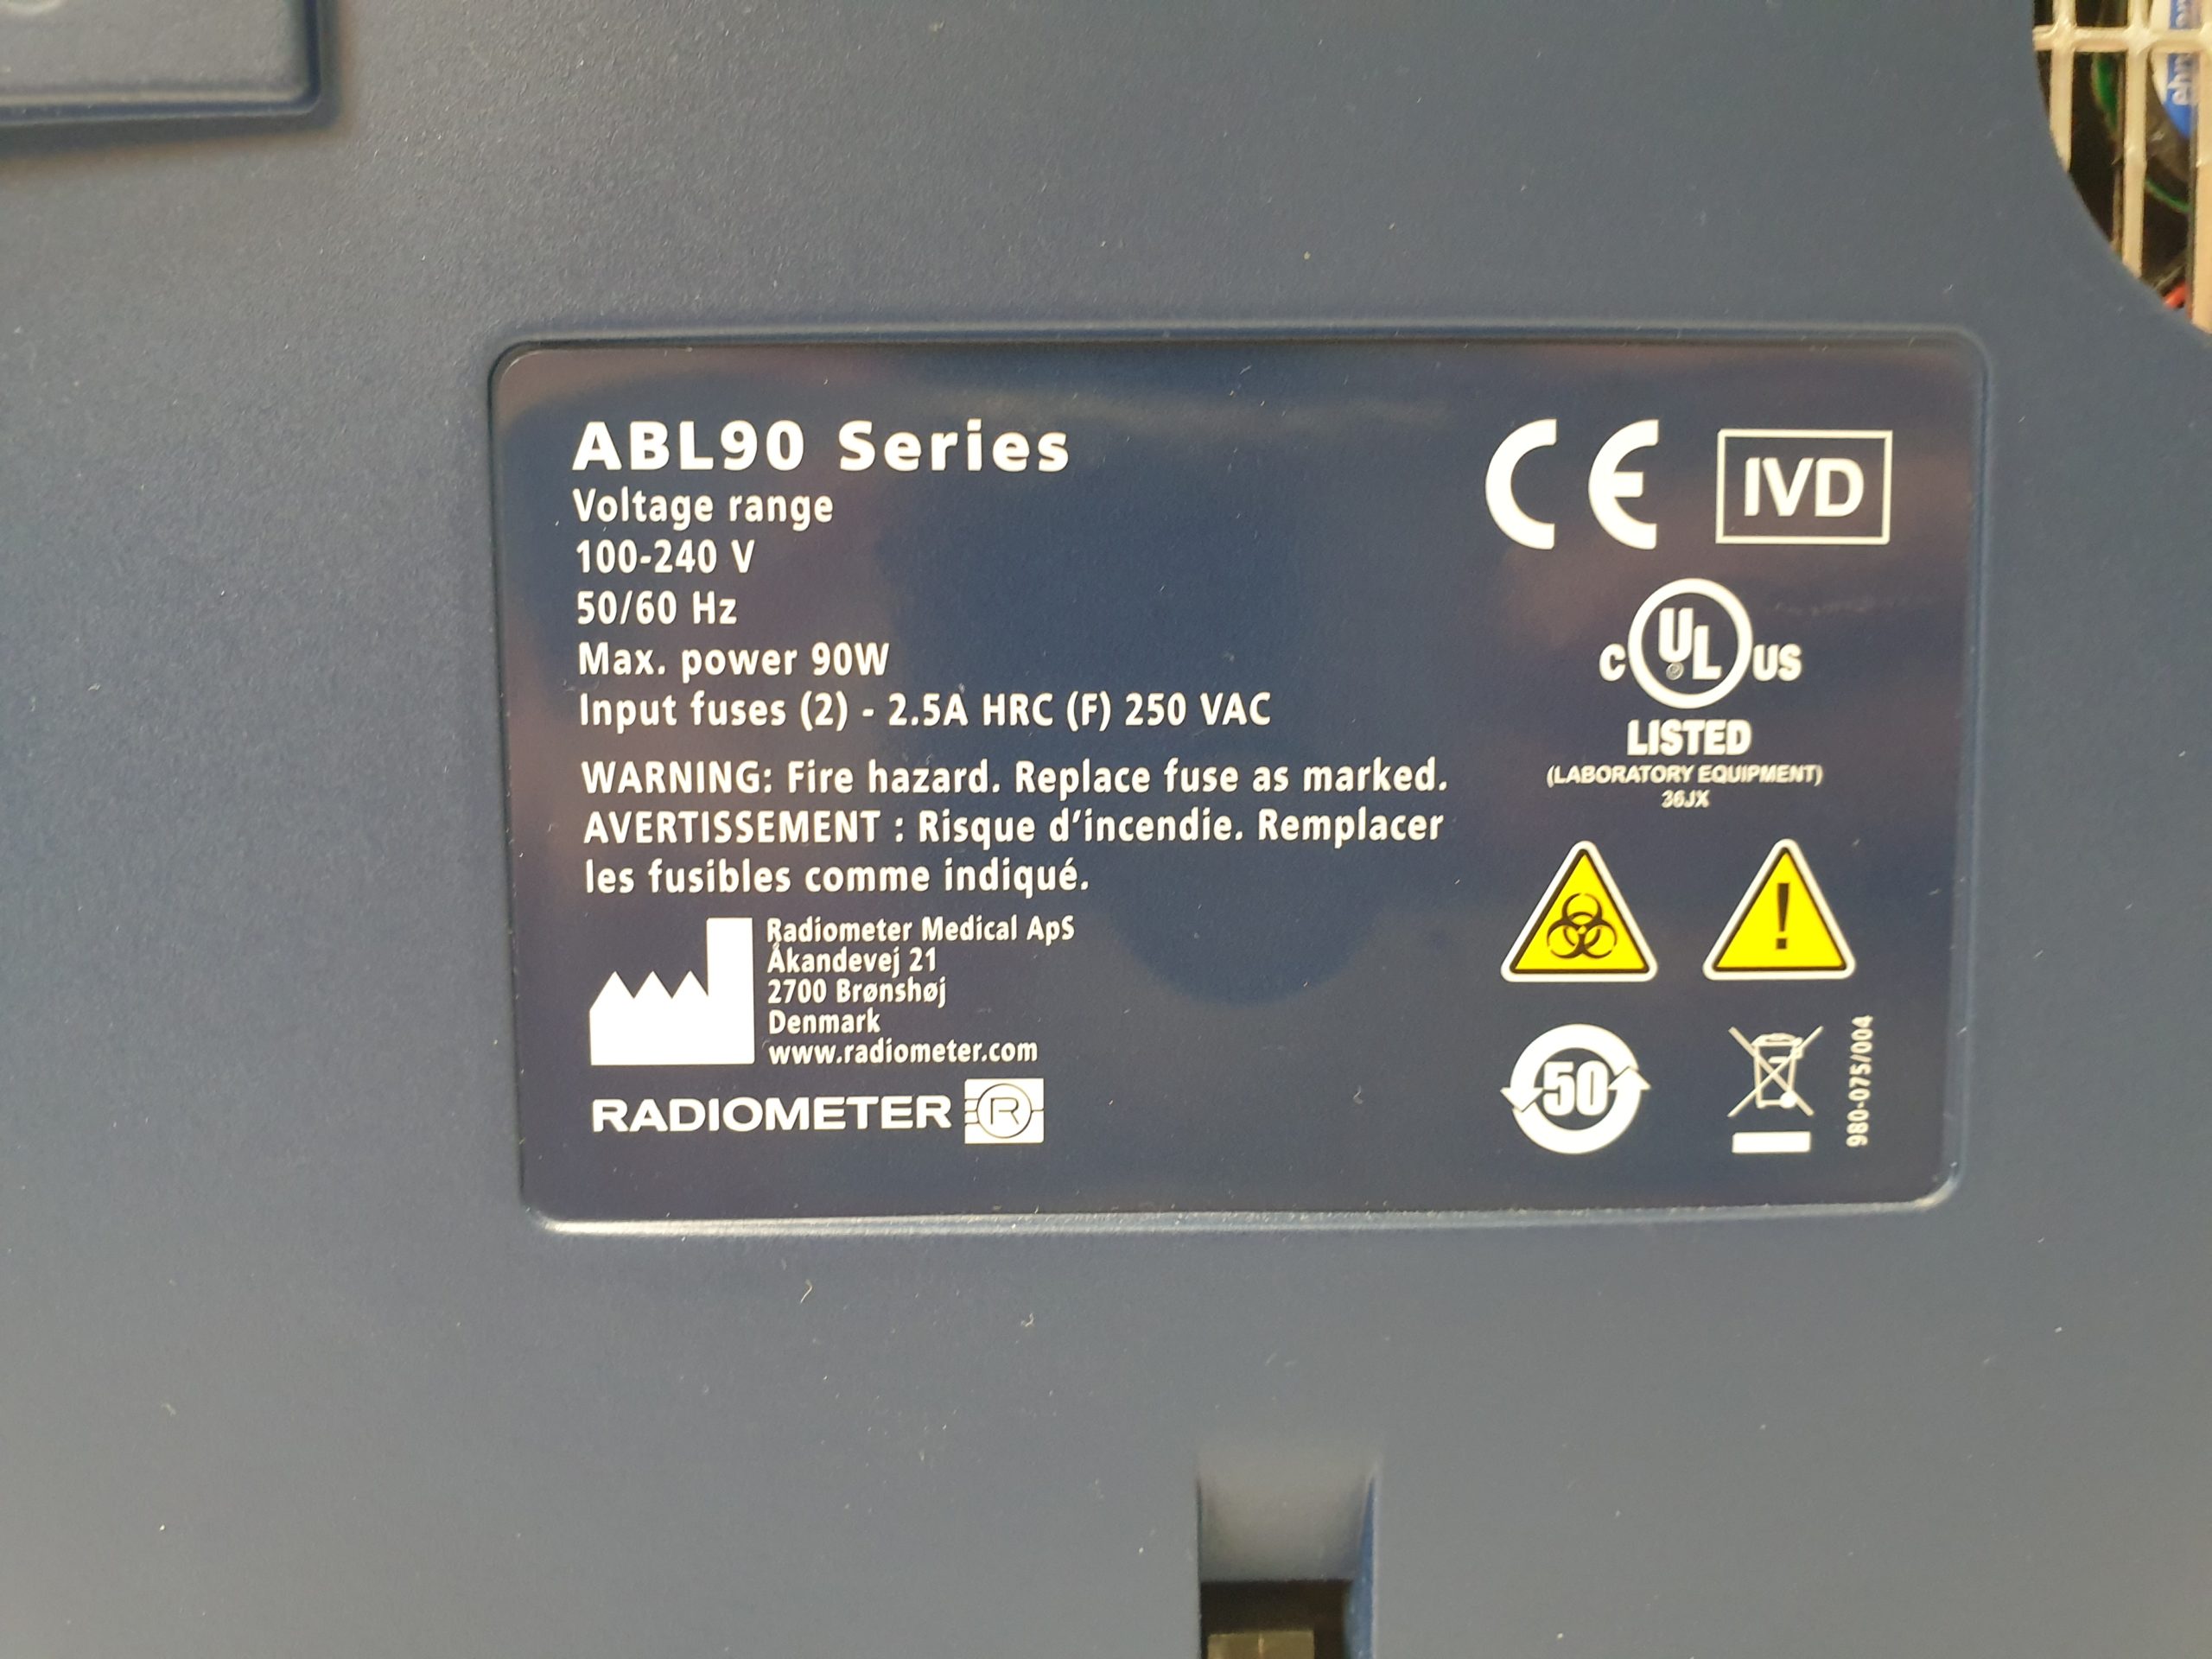 ABL90 Series
Voltage range
100-240 V
50/60 Hz
Max. power 90W
Input fuses (2) - 2.5A HRC (F) 250 VAC
WARNING: Fire hazard. Replace fuse as marked.
AVERTISSEMENT : Risque d'incendie. Remplacer
les fusibles comme indiqué.
Radiometer Medical ApS
Åkandevej 21
2700 Brønshøj
Denmark
www.radiometer.com
RADIOMETER R
CE IVD
C UL US
LISTED
(LABORATORY EQUIPMENT)
36JX
!
50
980-075/004